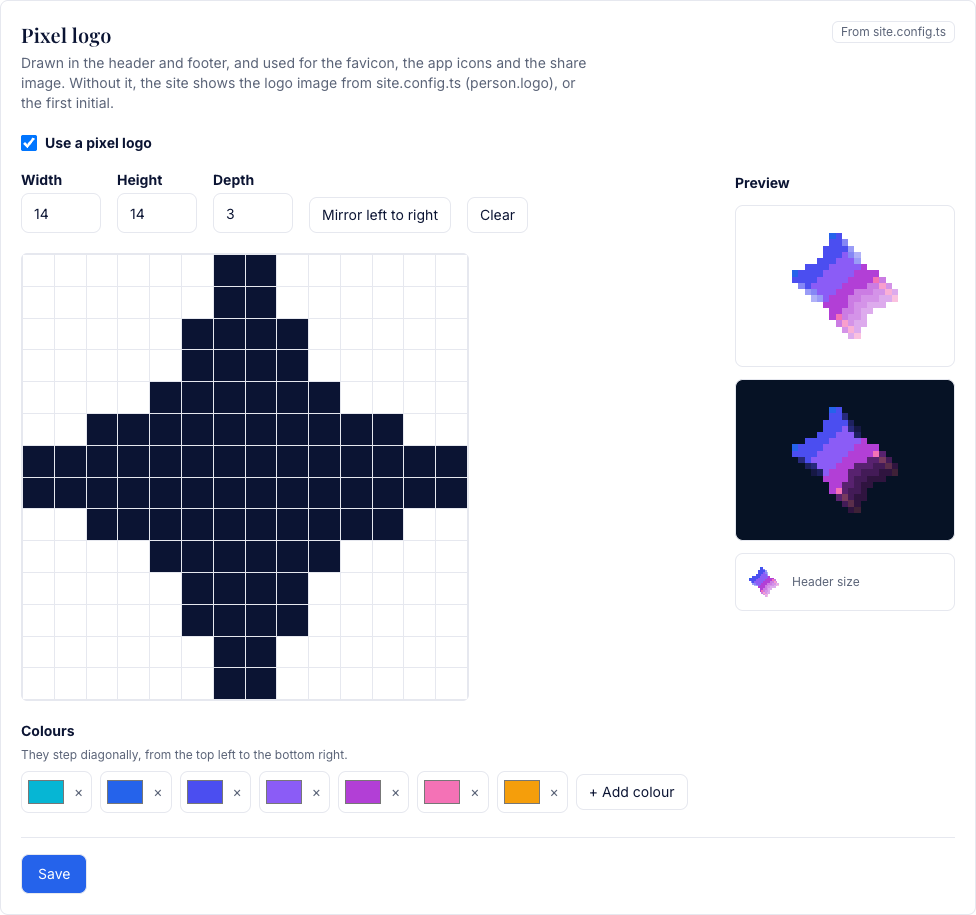 Pixel logo
From site.config.ts
Drawn in the header and footer, and used for the favicon, the app icons and the share
image. Without it, the site shows the logo image from site.config.ts (person.logo), or
the first initial.
Use a pixel logo
Width Height Depth
14 14 3 Mirror left to right Clear
Preview
Header size
Colours
They step diagonally, from the top left to the bottom right.
× × × × × × × + Add colour
Save